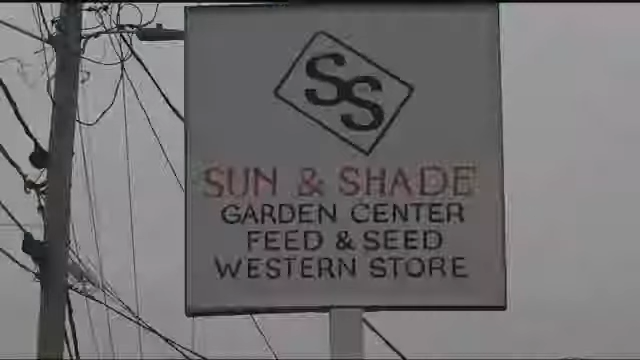 SS
SUN & SHADE
GARDEN CENTER
FEED & SEED
WESTERN STORE